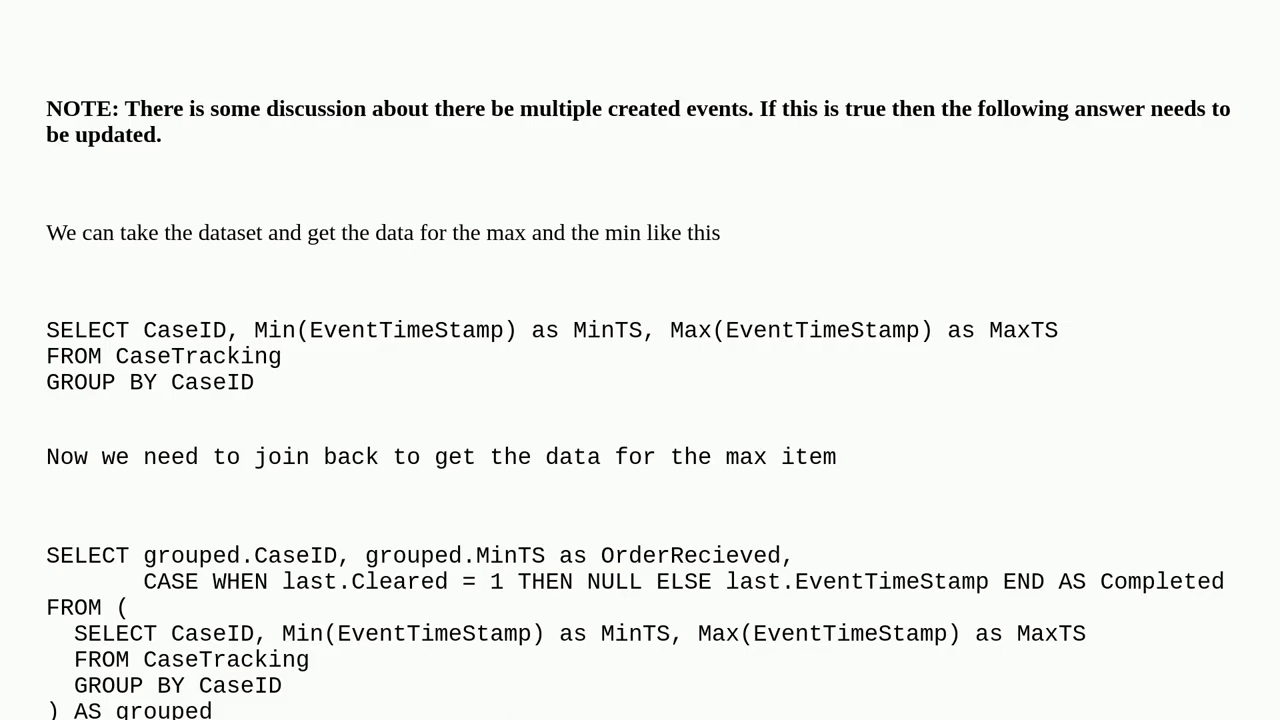 NOTE: There is some discussion about there be multiple created events. If this is true then the following answer needs to
be updated.
We can take the dataset and get the data for the max and the min like this
SELECT CaseID, Min(EventTimeStamp) as MinTS, Max(EventTimeStamp) as MaxTS
FROM CaseTracking
GROUP BY CaseID
Now we need to join back to get the data for the max item
SELECT grouped.CaseID, grouped.MinTS as OrderRecieved,
       CASE WHEN last.Cleared = 1 THEN NULL ELSE last.EventTimeStamp END AS Completed
FROM (
  SELECT CaseID, Min(EventTimeStamp) as MinTS, Max(EventTimeStamp) as MaxTS
  FROM CaseTracking
  GROUP BY CaseID
) AS grouped